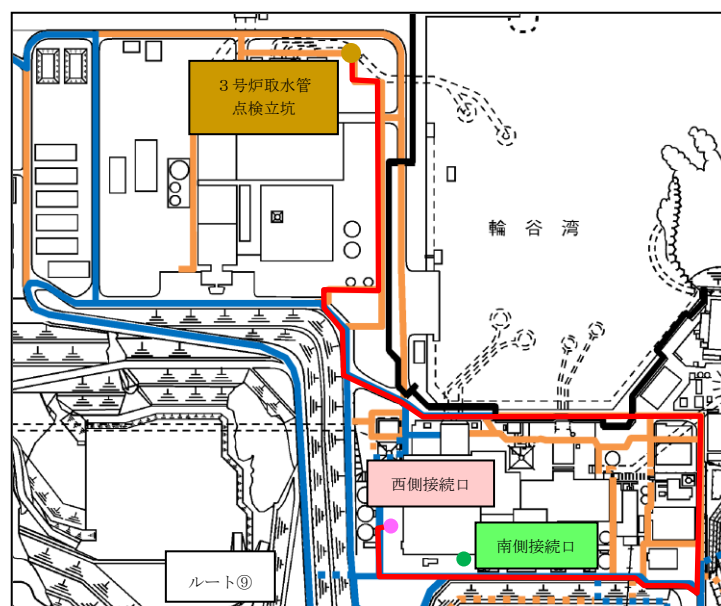 ３号炉取水管
点検立坑
輪谷湾
西側接続口
南側接続口
ルート⑨